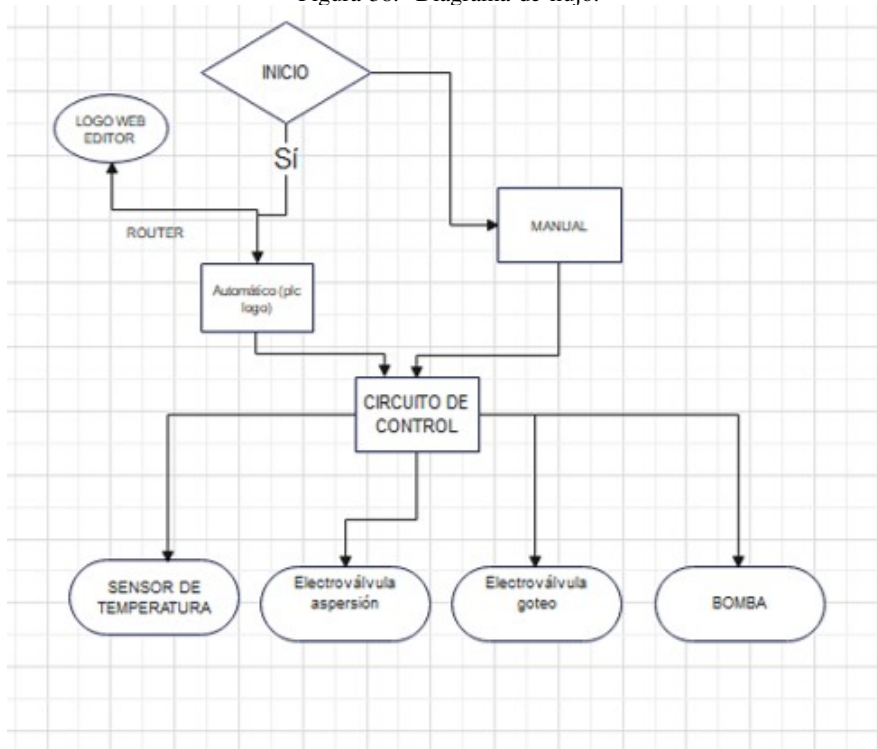 Figura 38. Diagrama de flujo.
INICIO
LOGO WEB
EDITOR
Sí
ROUTER
MANUAL
Automático (plc
logo)
CIRCUITO DE
CONTROL
SENSOR DE
TEMPERATURA
Electroválvula
aspersión
Electroválvula
goteo
BOMBA